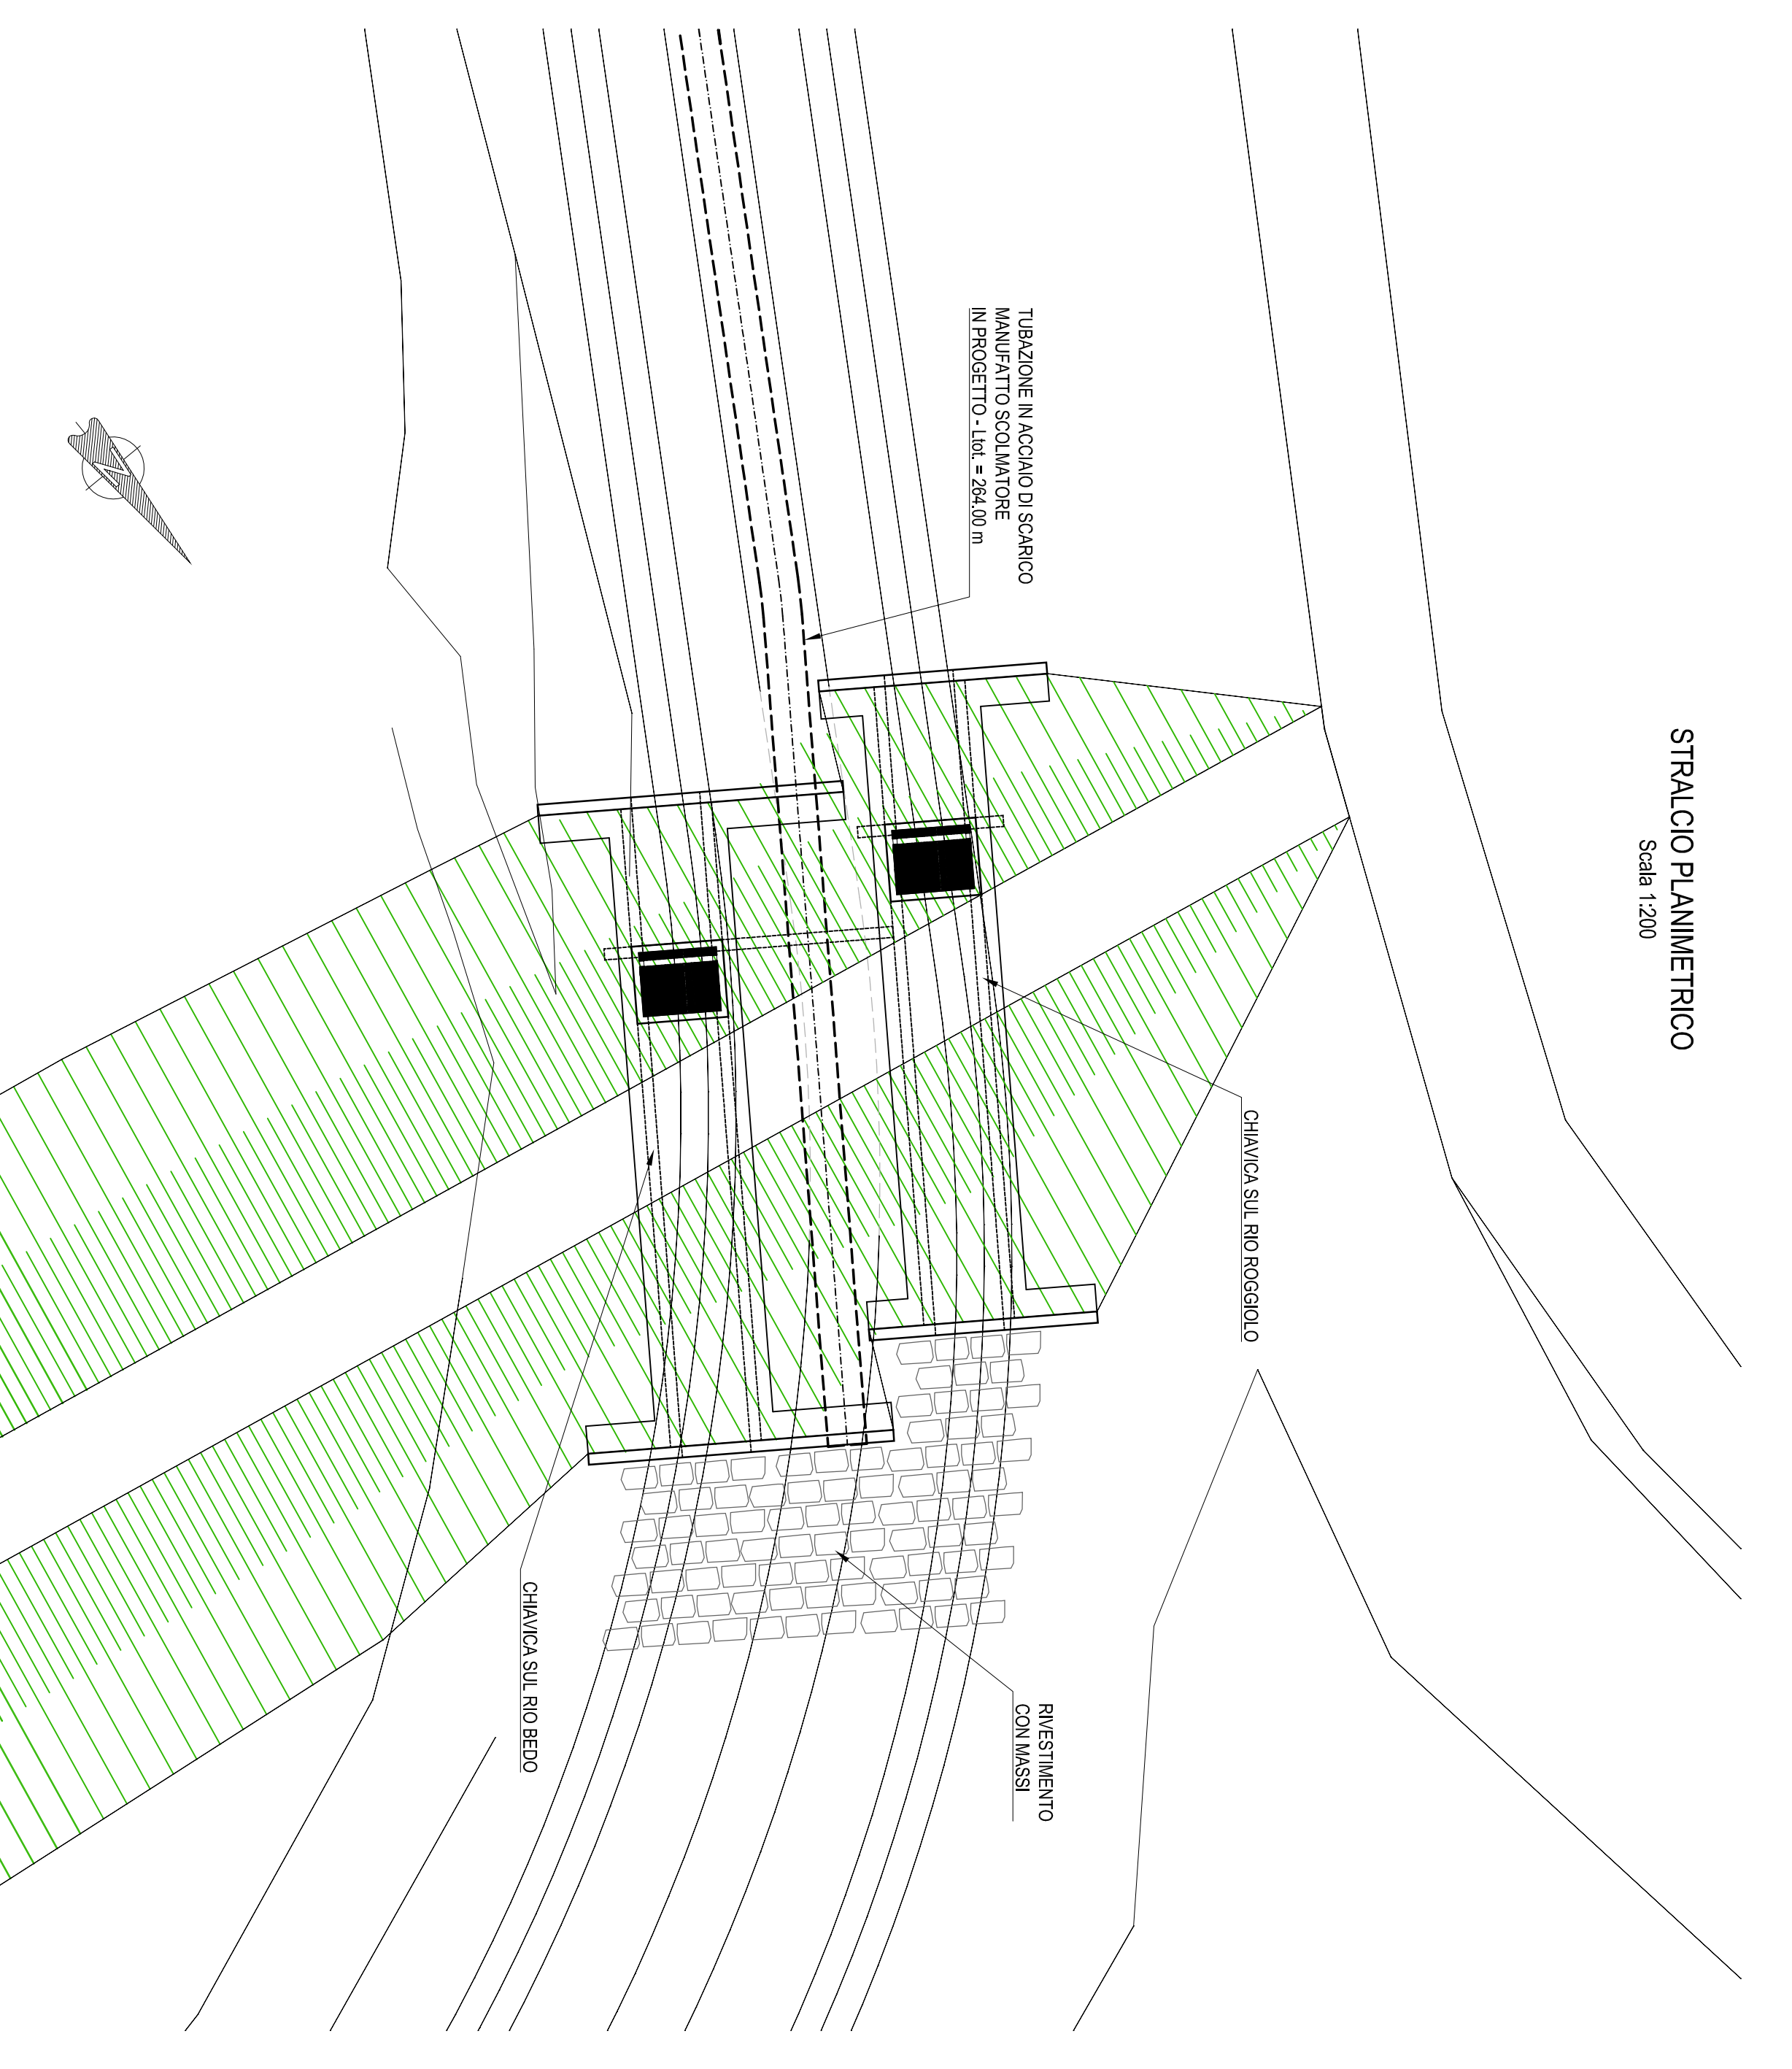 STRALCIO PLANIMETRICO
Scala 1:200
TUBAZIONE IN ACCIAIO DI SCARICO
MANUFATTO SCOLMATORE
IN PROGETTO - Ltot. = 264.00 m
CHIAVICA SUL RIO ROGGIOLO
RIVESTIMENTO
CON MASSI
CHIAVICA SUL RIO BEDO
N